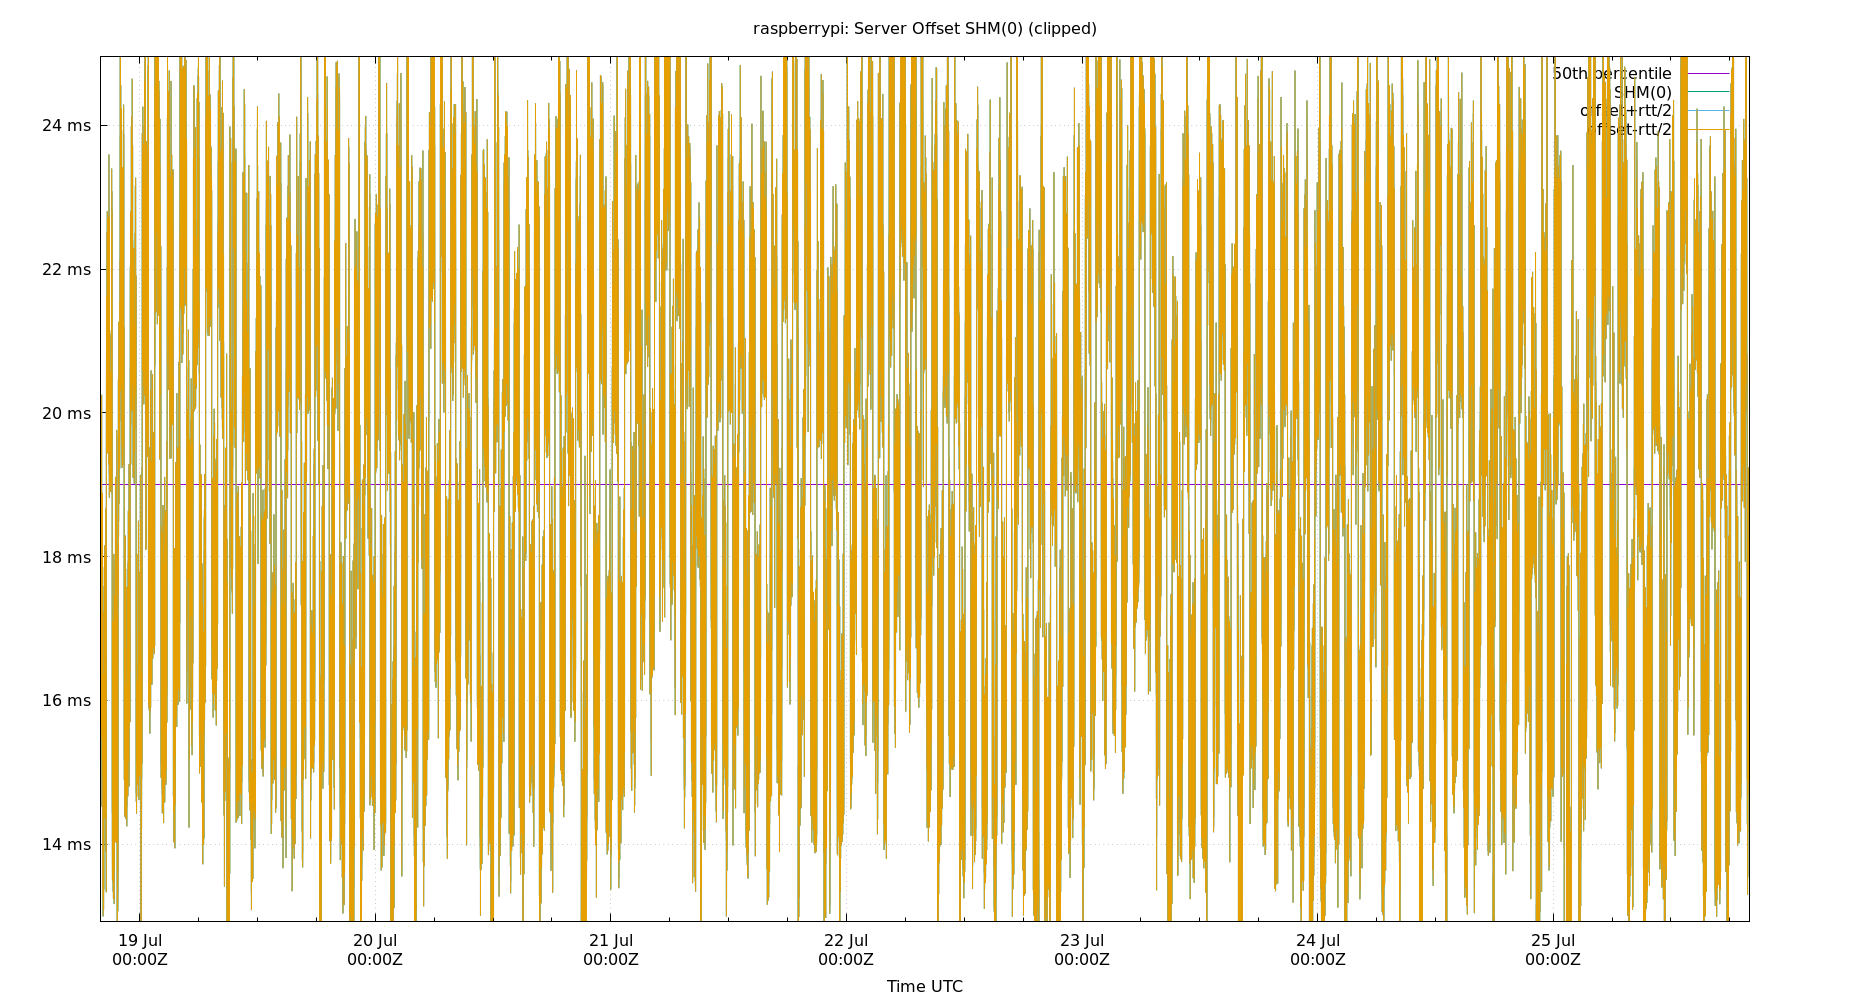 raspberrypi: Server Offset SHM(0) (clipped)
50th percentile
SHM(0)
offset+rtt/2
offset-rtt/2
24 ms
22 ms
20 ms
18 ms
16 ms
14 ms
19 Jul 20 Jul 21 Jul 22 Jul 23 Jul 24 Jul 25 Jul
00:00Z 00:00Z 00:00Z 00:00Z 00:00Z 00:00Z 00:00Z
Time UTC